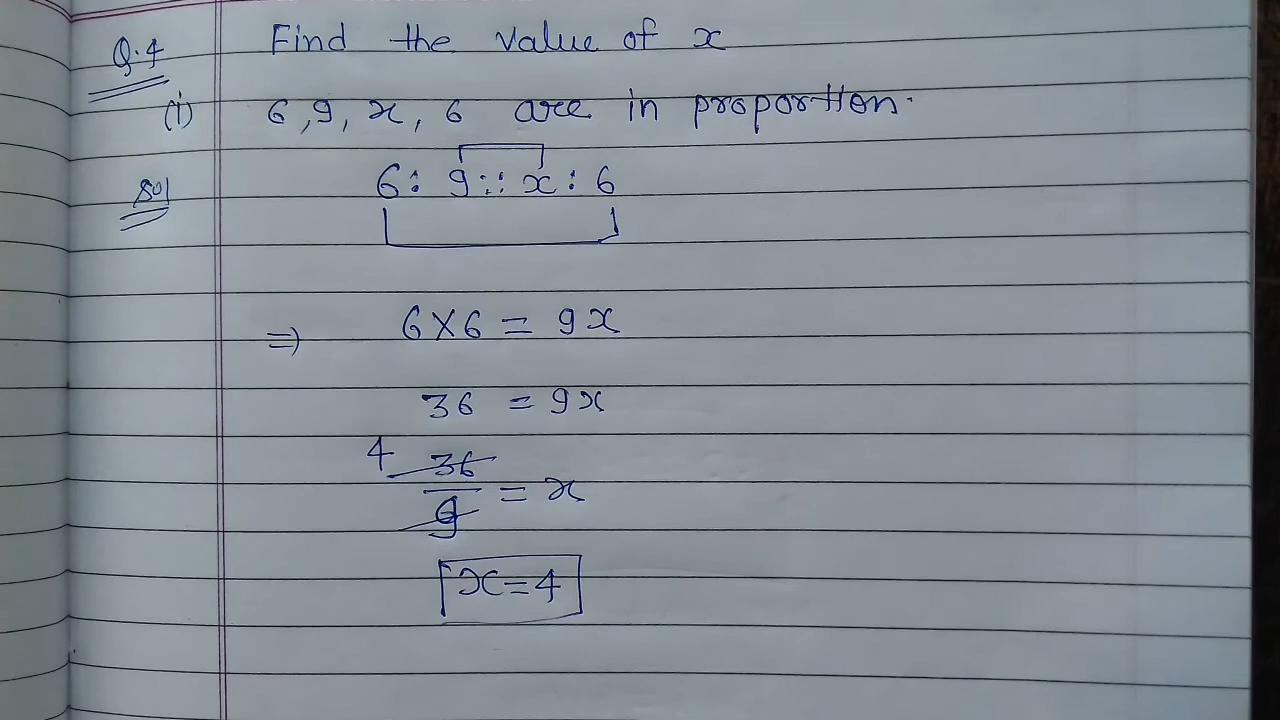 Q.4 Find the value of x
(i) 6, 9, x, 6 are in proportion.
Sol 6 : 9 :: x : 6
⇒ 6 × 6 = 9x
36 = 9x
4 36/9 = x
x = 4